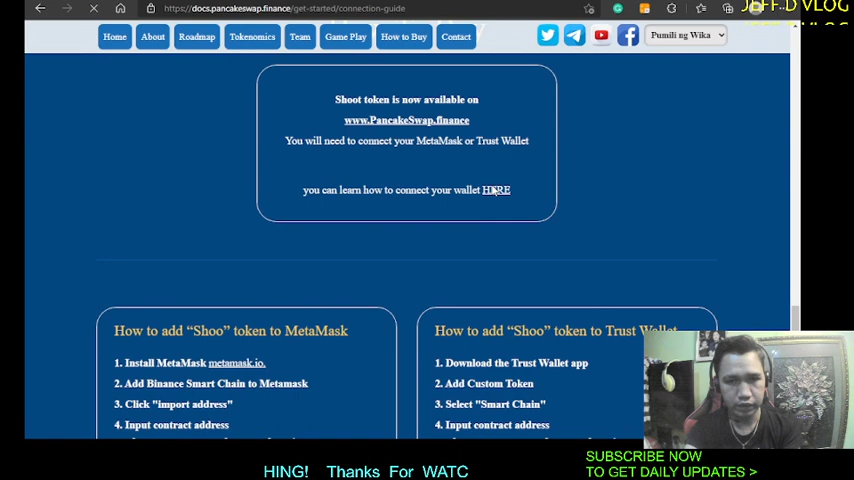 https://docs.pancakeswap.finance/get-started/connection-guide
JEFF.D VLOG
Home
About
Roadmap
Tokenomics
Team
Game Play
How to Buy
Contact
Pumili ng Wika
Shoot token is now available on
www.PancakeSwap.finance
You will need to connect your MetaMask or Trust Wallet
you can learn how to connect your wallet HERE
How to add “Shoo” token to MetaMask
1. Install MetaMask metamask.io.
2. Add Binance Smart Chain to Metamask
3. Click "import address"
4. Input contract address
How to add “Shoo” token to Trust Wallet
1. Download the Trust Wallet app
2. Add Custom Token
3. Select "Smart Chain"
4. Input contract address
SUBSCRIBE NOW
TO GET DAILY UPDATES >
HING! Thanks For WATC